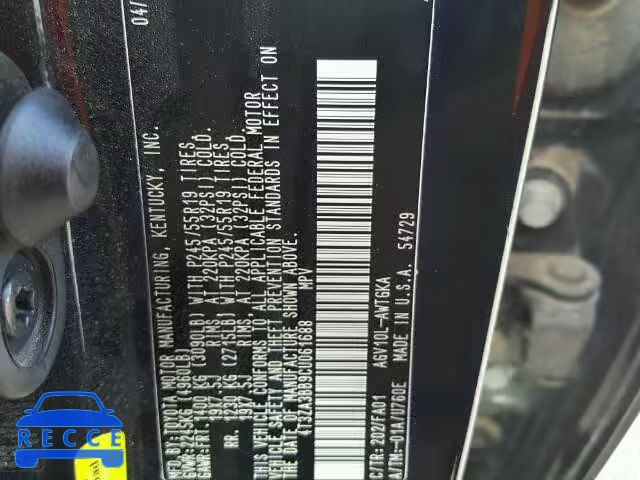 04/
MFD.BY:TOYOTA MOTOR MANUFACTURING, KENTUCKY, INC.
GVWR:2250KG(4960LB)
GAWR:FRT. 1400 KG (3090LB) WITH P245/55R19 TIRES
19X7.5J RIMS AT 220KPA (32PSI) COLD.
RR. 1230 KG (2715LB) WITH P245/55R19 TIRES
19X7.5J RIMS AT 220KPA (32PSI) COLD.
THIS VEHICLE CONFORMS TO ALL APPLICABLE FEDERAL MOTOR
VEHICLE SAFETY AND THEFT PREVENTION STANDARDS IN EFFECT ON
THE DATE OF MANUFACTURE SHOWN ABOVE.
4T3ZA3BB9CU061688 MPV
C/TR: 202/FA01 AGV10L-AWTGKA
A/TM:-01A/U760E MADE IN U.S.A. 54729